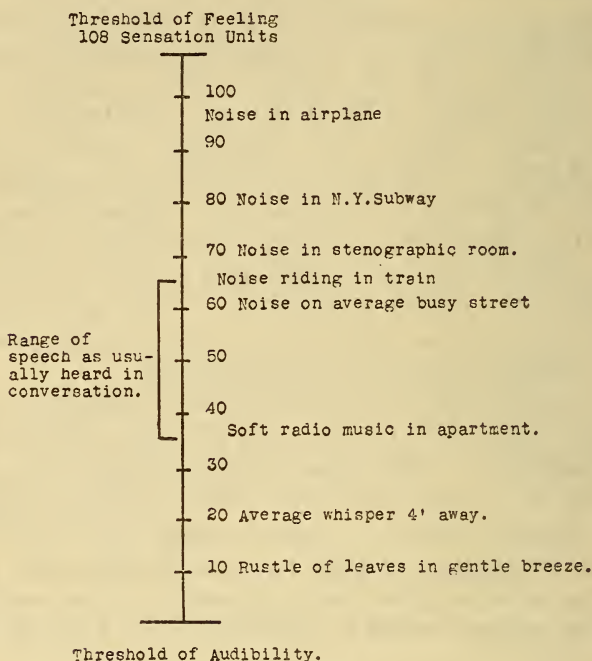 Threshold of Feeling
108 Sensation Units
100
Noise in airplane
90
80 Noise in N.Y.Subway
70 Noise in stenographic room.
Noise riding in train
60 Noise on average busy street
Range of
speech as usu-
ally heard in
conversation.
50
40
Soft radio music in apartment.
30
20 Average whisper 4' away.
10 Rustle of leaves in gentle breeze.
Threshold of Audibility.